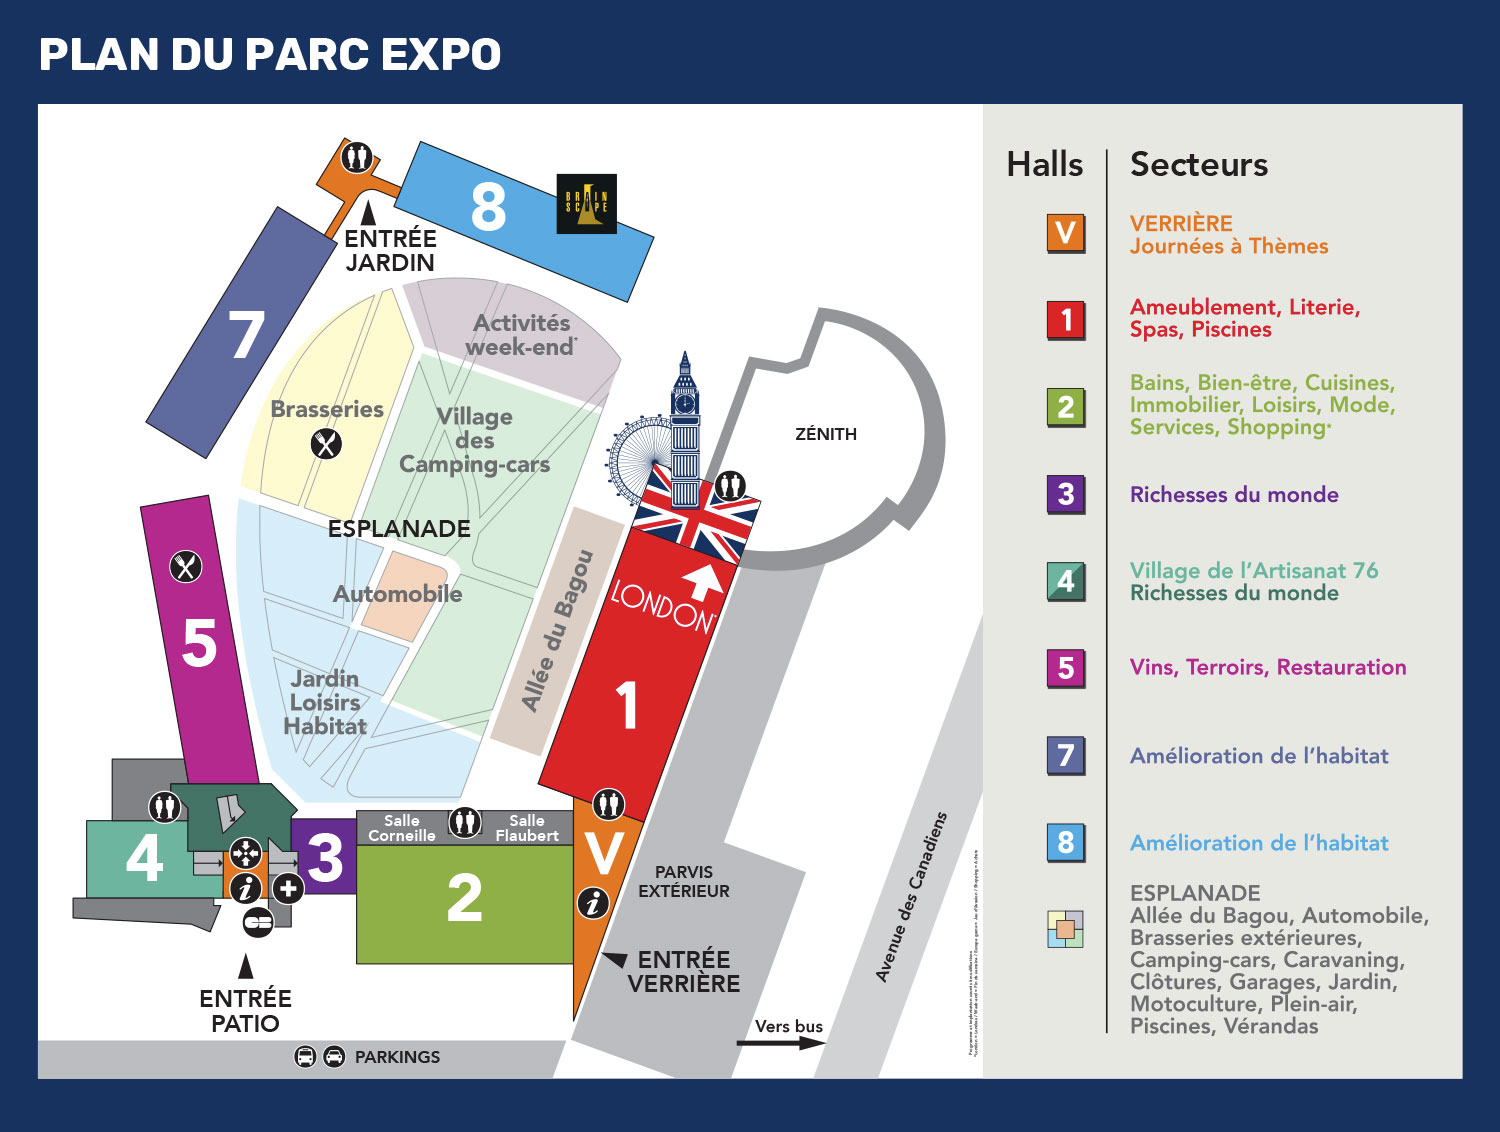 PLAN DU PARC EXPO
8
BRAIN
SCAPE
ENTRÉE
JARDIN
7
Activités
week-end*
Brasseries
Village
des
Camping-cars
ZÉNITH
ESPLANADE
Automobile
Allée du Bagou
LONDON*
5
1
Jardin
Loisirs
Habitat
Salle
Corneille
Salle
Flaubert
4
3
2
V
i
i
PARVIS
EXTÉRIEUR
Avenue des Canadiens
ENTRÉE
VERRIÈRE
ENTRÉE
PATIO
Vers bus
PARKINGS
Halls
Secteurs
V
VERRIÈRE
Journées à Thèmes
1
Ameublement, Literie,
Spas, Piscines
2
Bains, Bien-être, Cuisines,
Immobilier, Loisirs, Mode,
Services, Shopping*
3
Richesses du monde
4
Village de l'Artisanat 76
Richesses du monde
5
Vins, Terroirs, Restauration
7
Amélioration de l'habitat
8
Amélioration de l'habitat
ESPLANADE
Allée du Bagou, Automobile,
Brasseries extérieures,
Camping-cars, Caravaning,
Clôtures, Garages, Jardin,
Motoculture, Plein-air,
Piscines, Vérandas